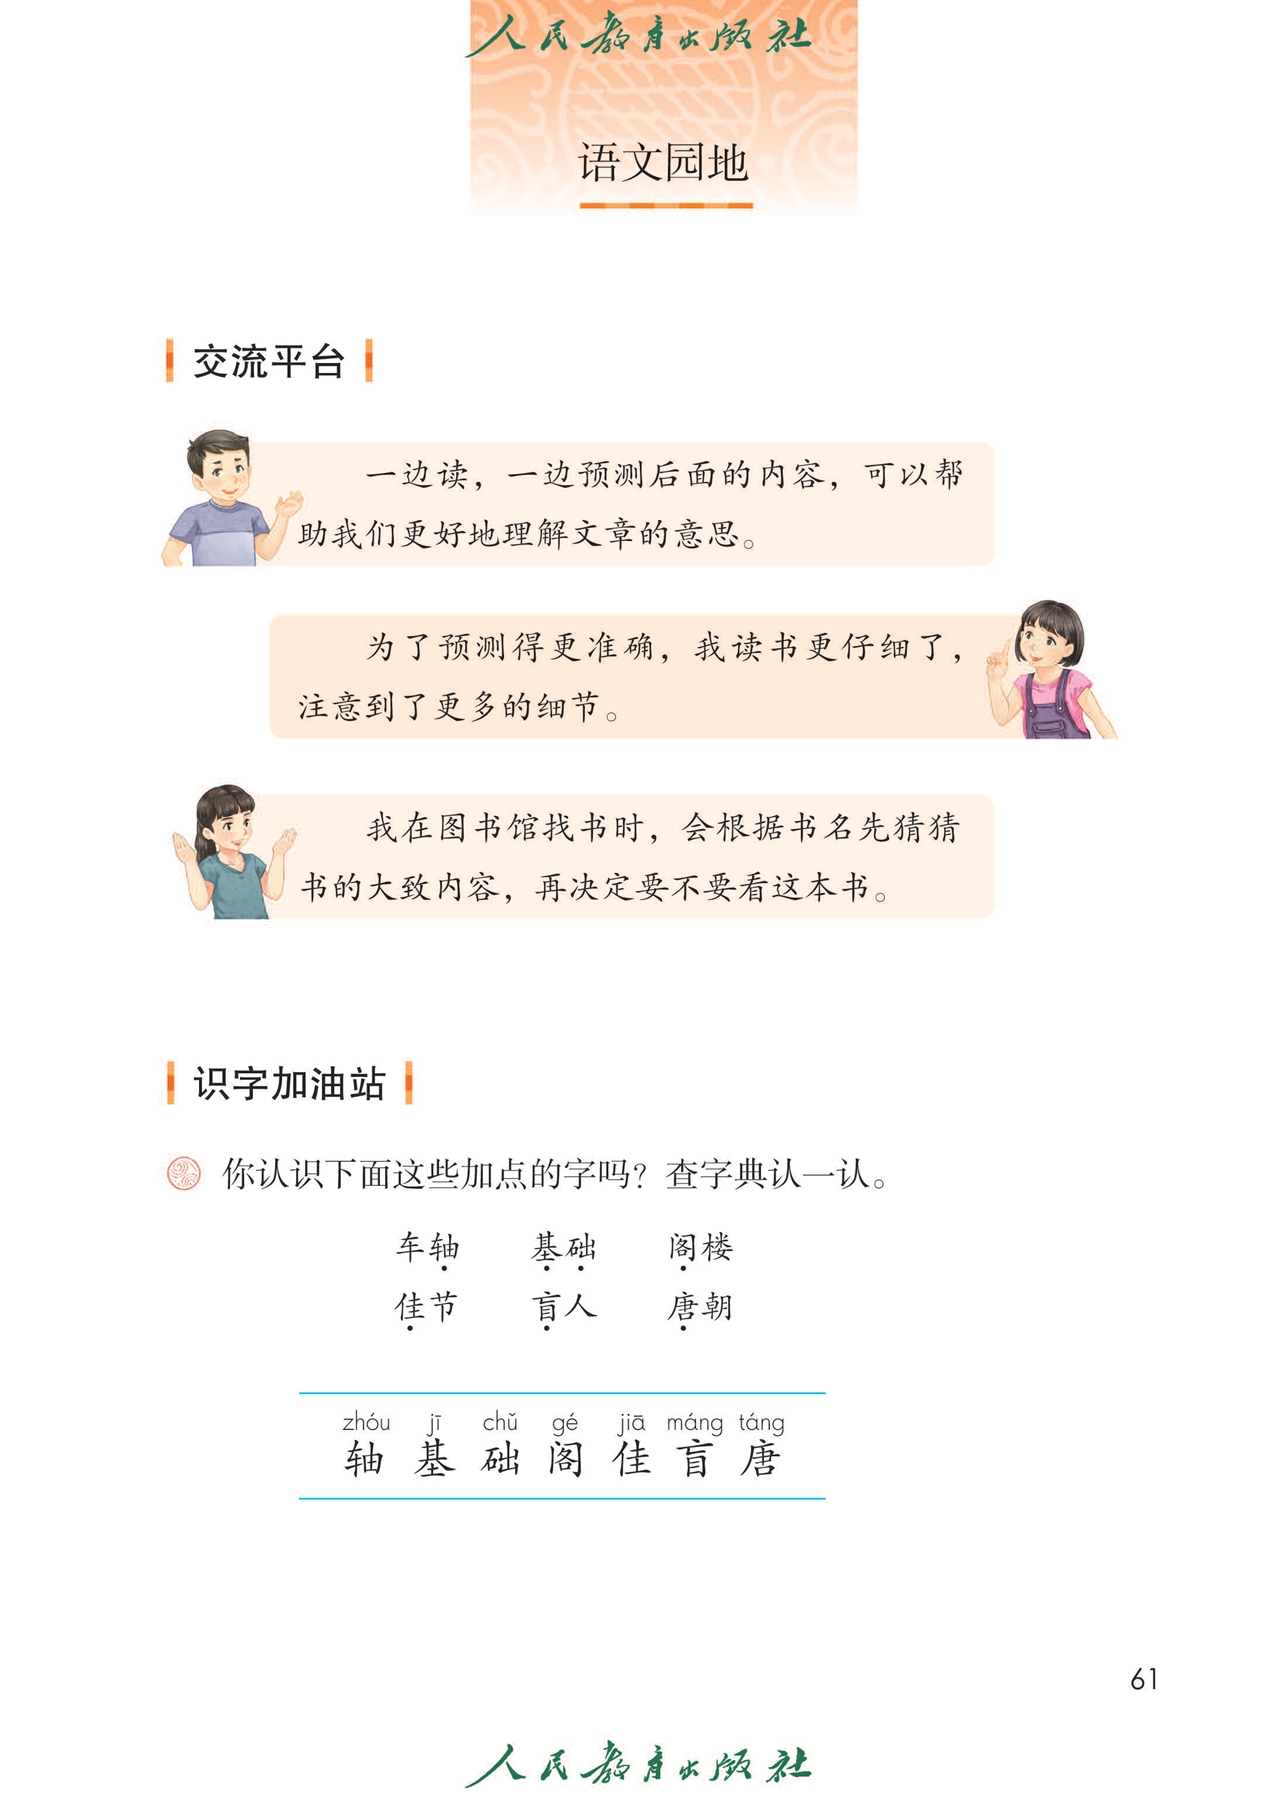 人民教育出版社
语文园地
交流平台
一边读，一边预测后面的内容，可以帮
助我们更好地理解文章的意思。
为了预测得更准确，我读书更仔细了，
注意到了更多的细节。
我在图书馆找书时，会根据书名先猜猜
书的大致内容，再决定要不要看这本书。
识字加油站
你认识下面这些加点的字吗？查字典认一认。
车轴 基础 阁楼
佳节 盲人 唐朝
zhóu jī chǔ gé jiā máng táng
轴 基 础 阁 佳 盲 唐
61
人民教育出版社